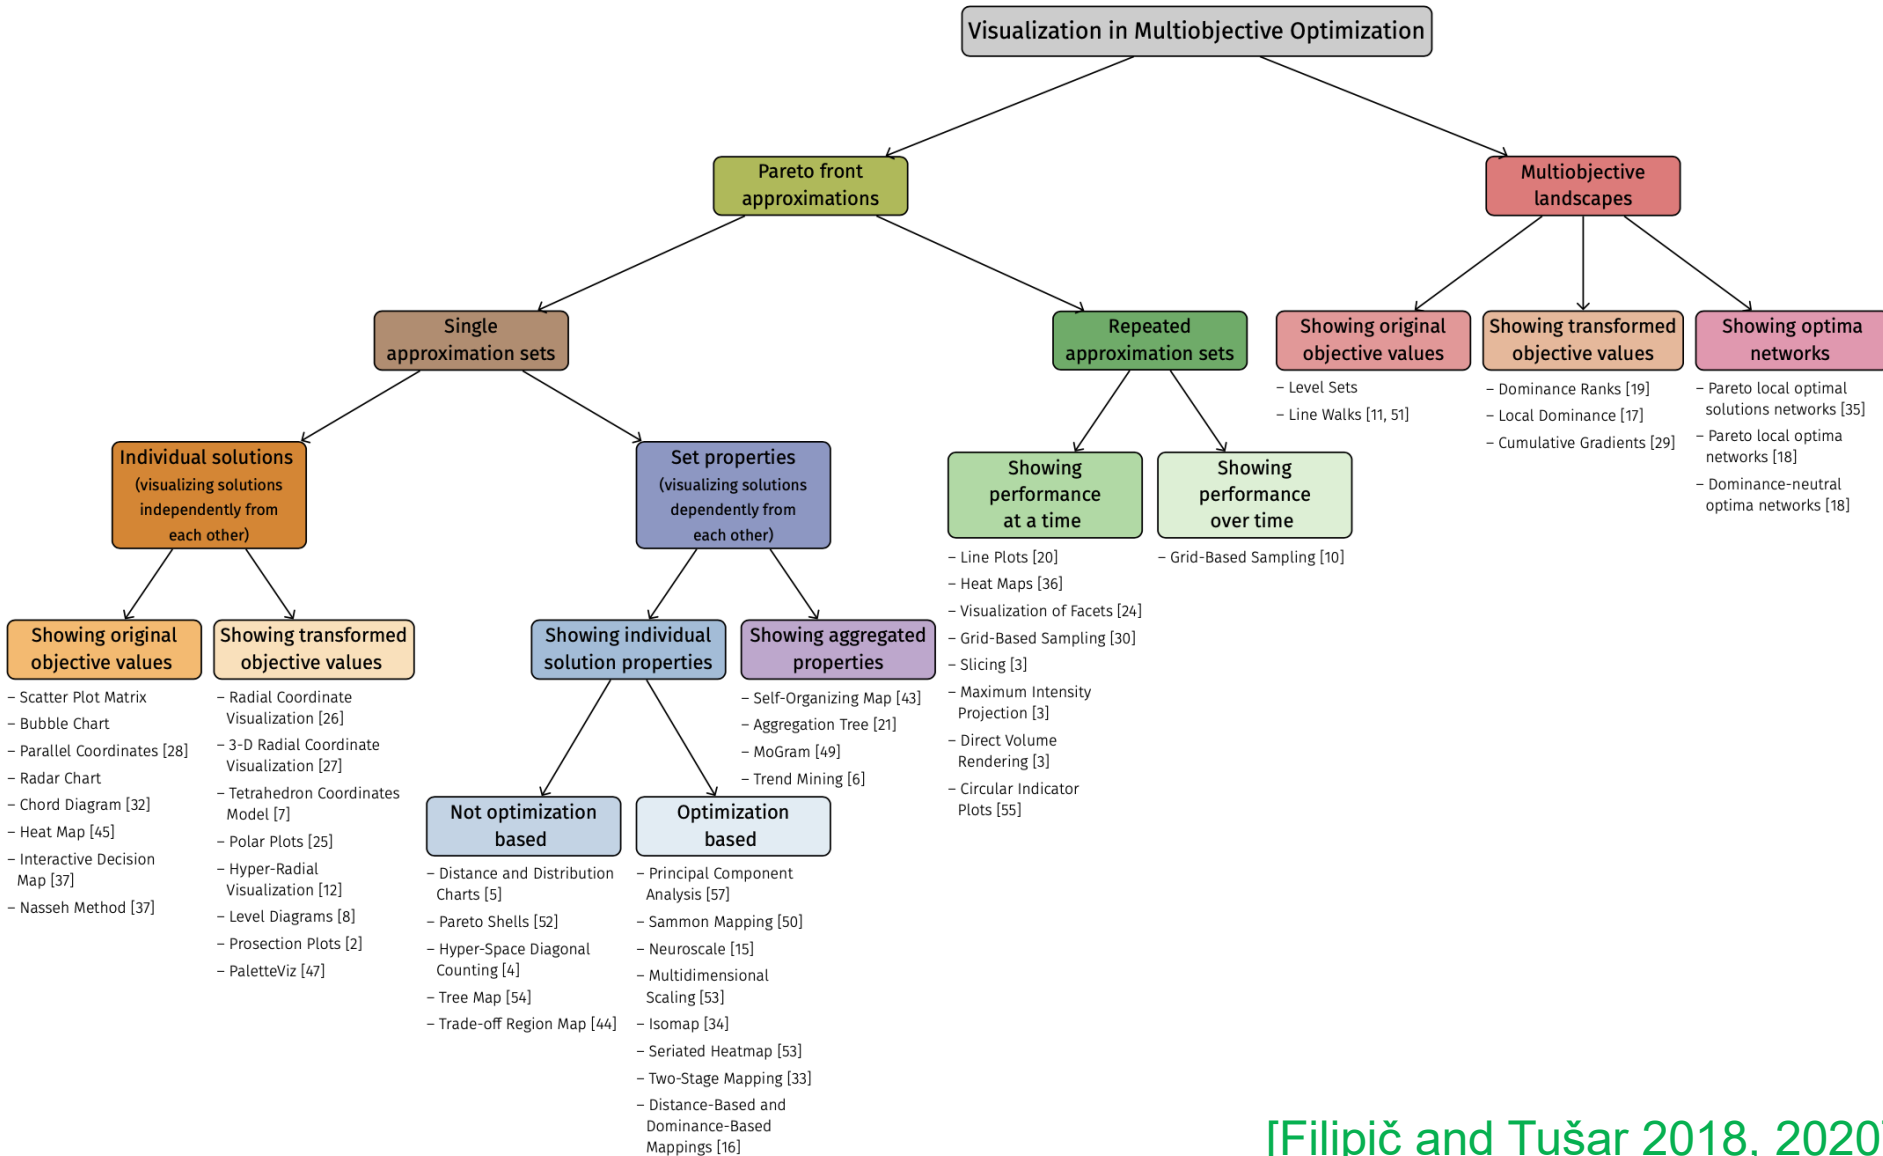 Visualization in Multiobjective Optimization
Pareto front
approximations
Multiobjective
landscapes
Single
approximation sets
Repeated
approximation sets
Showing original
objective values
– Level Sets
– Line Walks [11, 51]
Showing transformed
objective values
– Dominance Ranks [19]
– Local Dominance [17]
– Cumulative Gradients [29]
Showing optima
networks
– Pareto local optimal
solutions networks [35]
– Pareto local optima
networks [18]
– Dominance-neutral
optima networks [18]
Individual solutions
(visualizing solutions
independently from
each other)
Set properties
(visualizing solutions
dependently from
each other)
Showing
performance
at a time
– Line Plots [20]
– Heat Maps [36]
– Visualization of Facets [24]
– Grid-Based Sampling [30]
– Slicing [3]
– Maximum Intensity
Projection [3]
– Direct Volume
Rendering [3]
– Circular Indicator
Plots [55]
Showing
performance
over time
– Grid-Based Sampling [10]
Showing original
objective values
– Scatter Plot Matrix
– Bubble Chart
– Parallel Coordinates [28]
– Radar Chart
– Chord Diagram [32]
– Heat Map [45]
– Interactive Decision
Map [37]
– Nasseh Method [37]
Showing transformed
objective values
– Radial Coordinate
Visualization [26]
– 3-D Radial Coordinate
Visualization [27]
– Tetrahedron Coordinates
Model [7]
– Polar Plots [25]
– Hyper-Radial
Visualization [12]
– Level Diagrams [8]
– Prosection Plots [2]
– PaletteViz [47]
Showing individual
solution properties
Showing aggregated
properties
– Self-Organizing Map [43]
– Aggregation Tree [21]
– MoGram [49]
– Trend Mining [6]
Not optimization
based
– Distance and Distribution
Charts [5]
– Pareto Shells [52]
– Hyper-Space Diagonal
Counting [4]
– Tree Map [54]
– Trade-off Region Map [44]
Optimization
based
– Principal Component
Analysis [57]
– Sammon Mapping [50]
– Neuroscale [15]
– Multidimensional
Scaling [53]
– Isomap [34]
– Seriated Heatmap [53]
– Two-Stage Mapping [33]
– Distance-Based and
Dominance-Based
Mappings [16]
[Filipič and Tušar 2018, 2020]